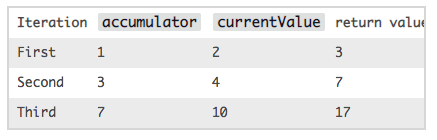 Iteration accumulator currentValue return value
First 1 2 3
Second 3 4 7
Third 7 10 17